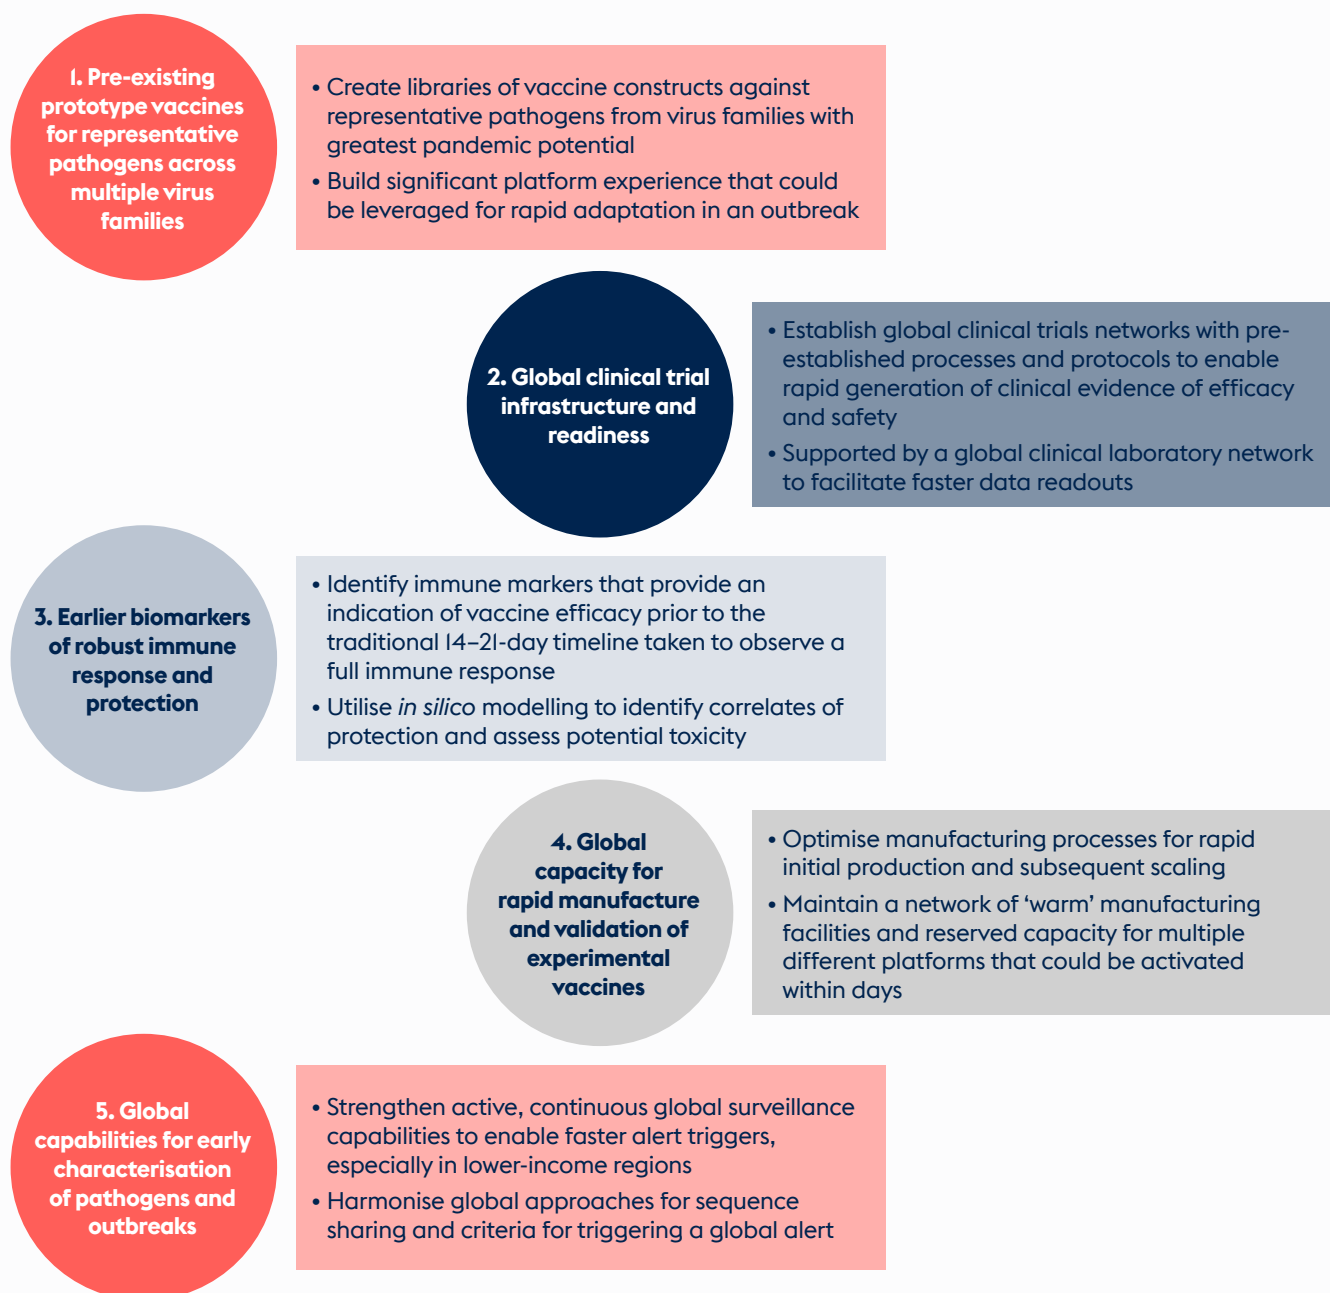 1. Pre-existing
prototype vaccines
for representative
pathogens across
multiple virus
families
• Create libraries of vaccine constructs against
representative pathogens from virus families with
greatest pandemic potential
• Build significant platform experience that could
be leveraged for rapid adaptation in an outbreak
2. Global clinical trial
infrastructure and
readiness
• Establish global clinical trials networks with pre-
established processes and protocols to enable
rapid generation of clinical evidence of efficacy
and safety
• Supported by a global clinical laboratory network
to facilitate faster data readouts
3. Earlier biomarkers
of robust immune
response and
protection
• Identify immune markers that provide an
indication of vaccine efficacy prior to the
traditional 14–21-day timeline taken to observe a
full immune response
• Utilise in silico modelling to identify correlates of
protection and assess potential toxicity
4. Global
capacity for
rapid manufacture
and validation of
experimental
vaccines
• Optimise manufacturing processes for rapid
initial production and subsequent scaling
• Maintain a network of ‘warm’ manufacturing
facilities and reserved capacity for multiple
different platforms that could be activated
within days
5. Global
capabilities for early
characterisation
of pathogens and
outbreaks
• Strengthen active, continuous global surveillance
capabilities to enable faster alert triggers,
especially in lower-income regions
• Harmonise global approaches for sequence
sharing and criteria for triggering a global alert